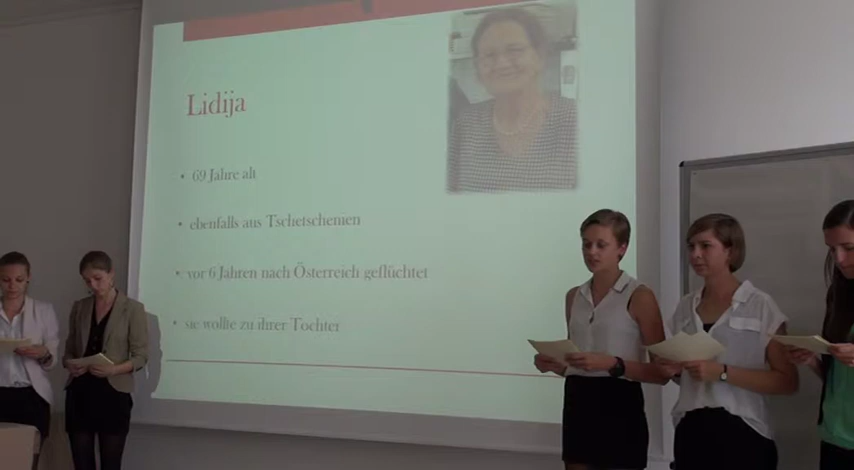 Lidija
• 69 Jahre alt
• ebenfalls aus Tschetschenien
• vor 6 Jahren nach Österreich geflüchtet
• sie wollte zu ihrer Tochter